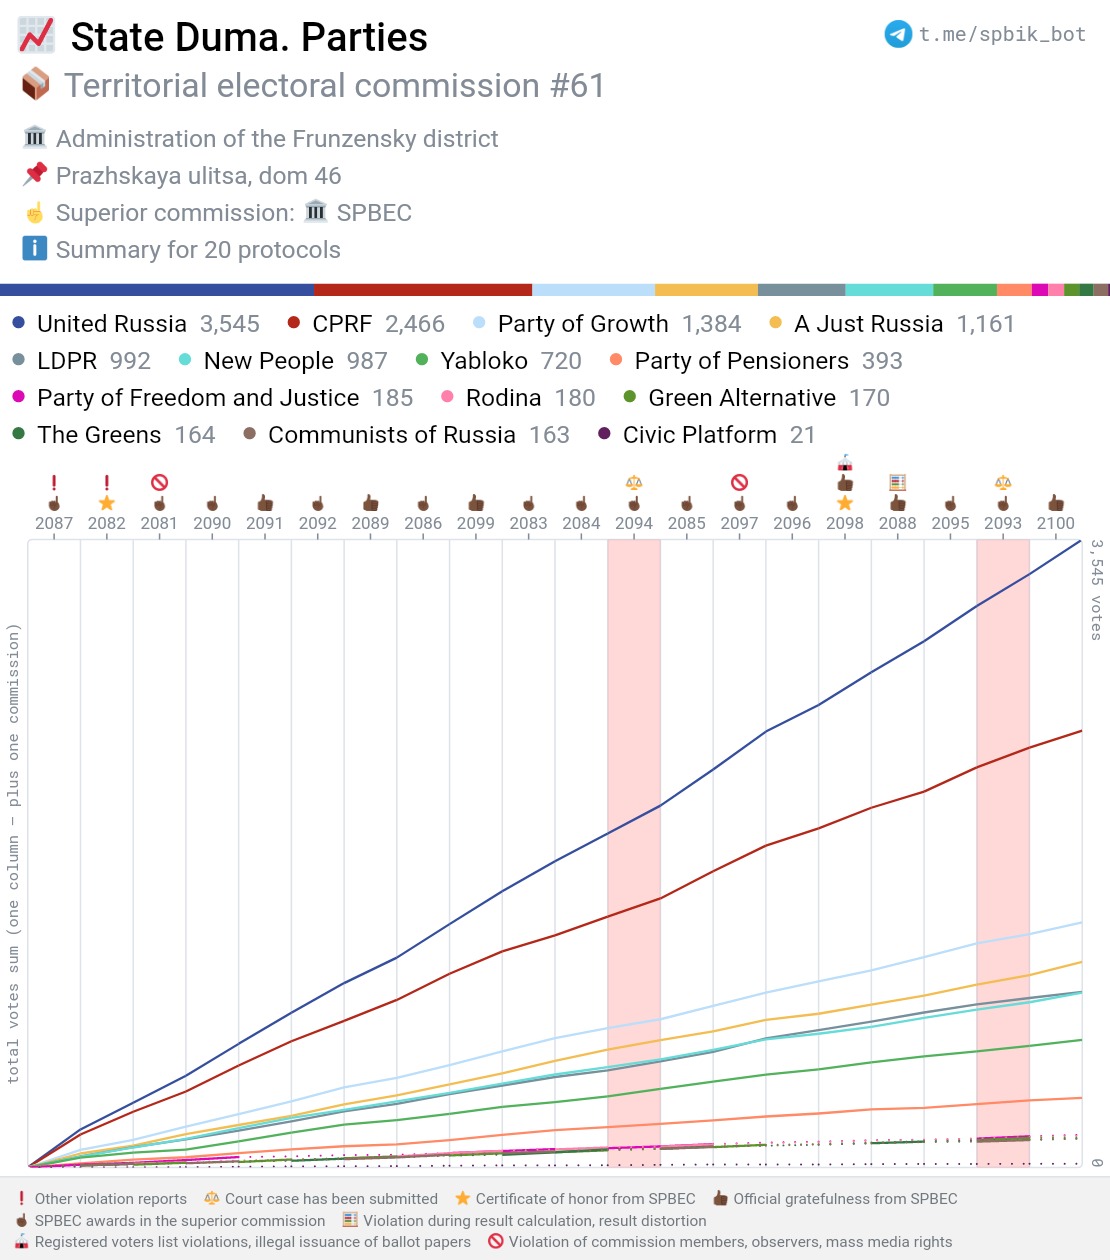 State Duma. Parties
t.me/spbik_bot
Territorial electoral commission #61
Administration of the Frunzensky district
Prazhskaya ulitsa, dom 46
Superior commission: SPBEC
Summary for 20 protocols
United Russia 3,545 CPRF 2,466 Party of Growth 1,384 A Just Russia 1,161
LDPR 992 New People 987 Yabloko 720 Party of Pensioners 393
Party of Freedom and Justice 185 Rodina 180 Green Alternative 170
The Greens 164 Communists of Russia 163 Civic Platform 21
2087 2082 2081 2090 2091 2092 2089 2086 2099 2083 2084 2094 2085 2097 2096 2098 2088 2095 2093 2100
3,545 votes
total votes sum (one column – plus one commission)
0
Other violation reports Court case has been submitted Certificate of honor from SPBEC Official gratefulness from SPBEC
SPBEC awards in the superior commission Violation during result calculation, result distortion
Registered voters list violations, illegal issuance of ballot papers Violation of commission members, observers, mass media rights